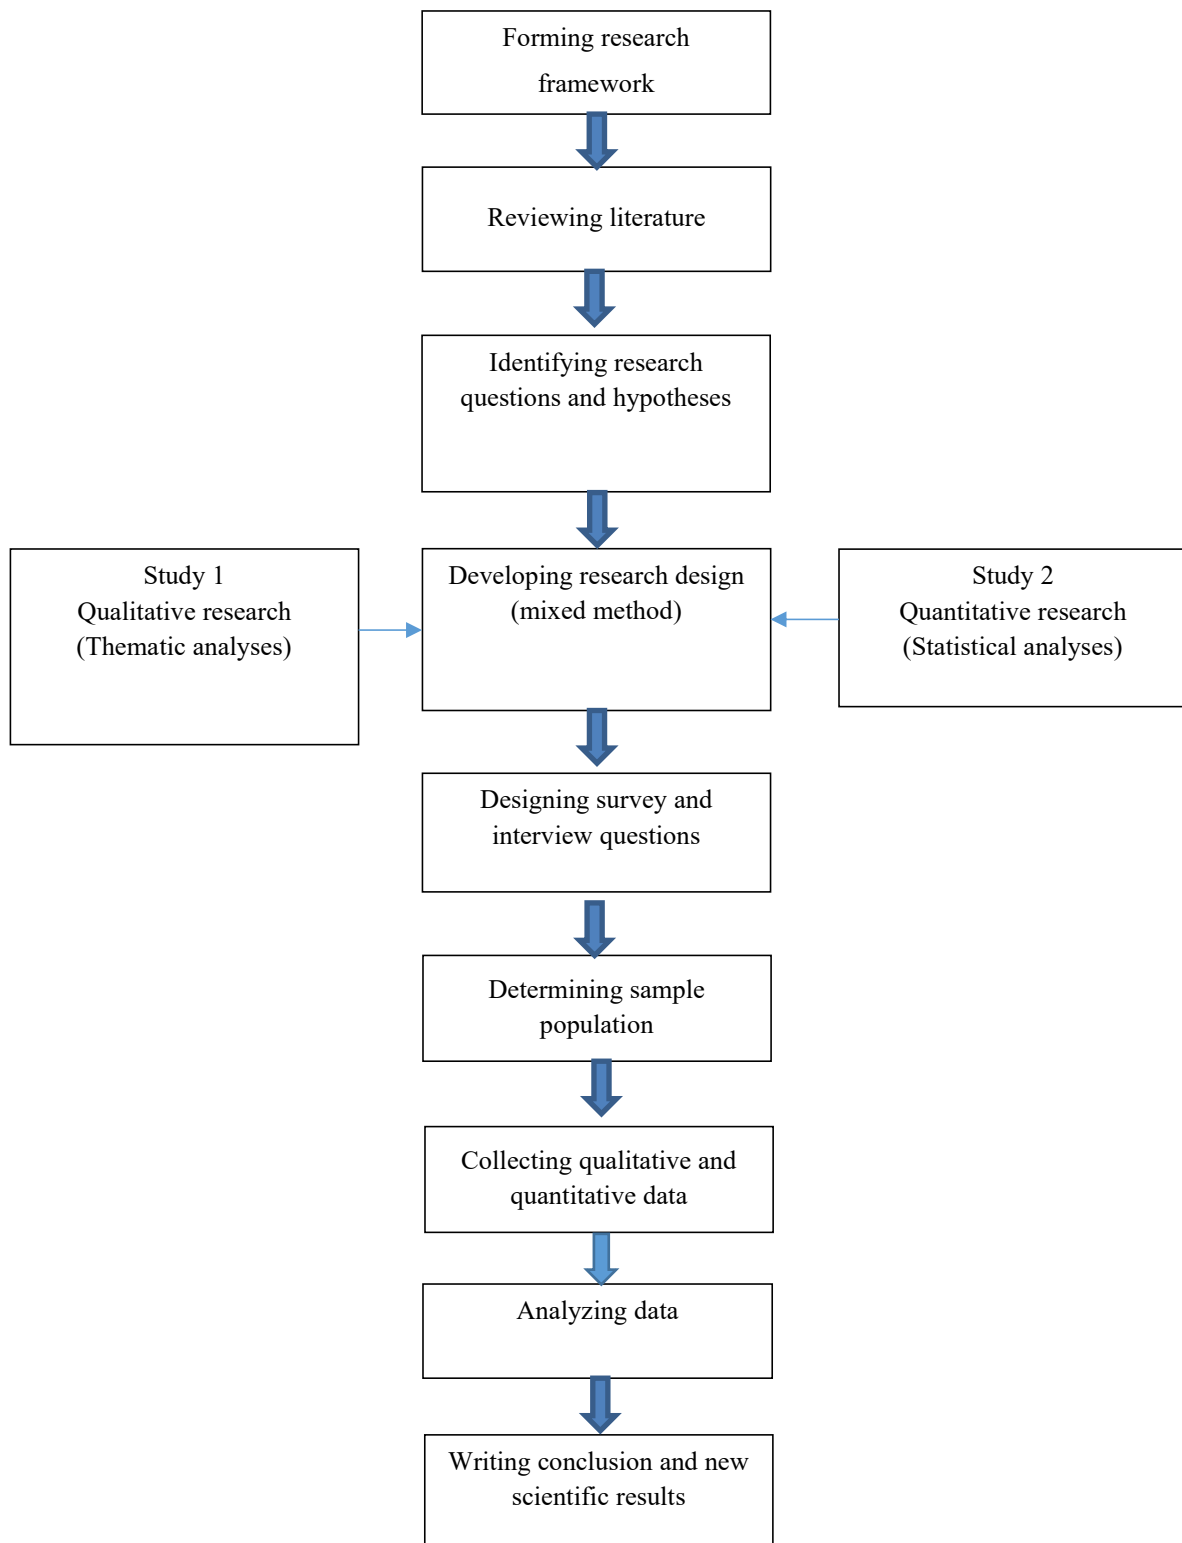 Forming research
framework
Reviewing literature
Identifying research
questions and hypotheses
Study 1
Qualitative research
(Thematic analyses)
Developing research design
(mixed method)
Study 2
Quantitative research
(Statistical analyses)
Designing survey and
interview questions
Determining sample
population
Collecting qualitative and
quantitative data
Analyzing data
Writing conclusion and new
scientific results